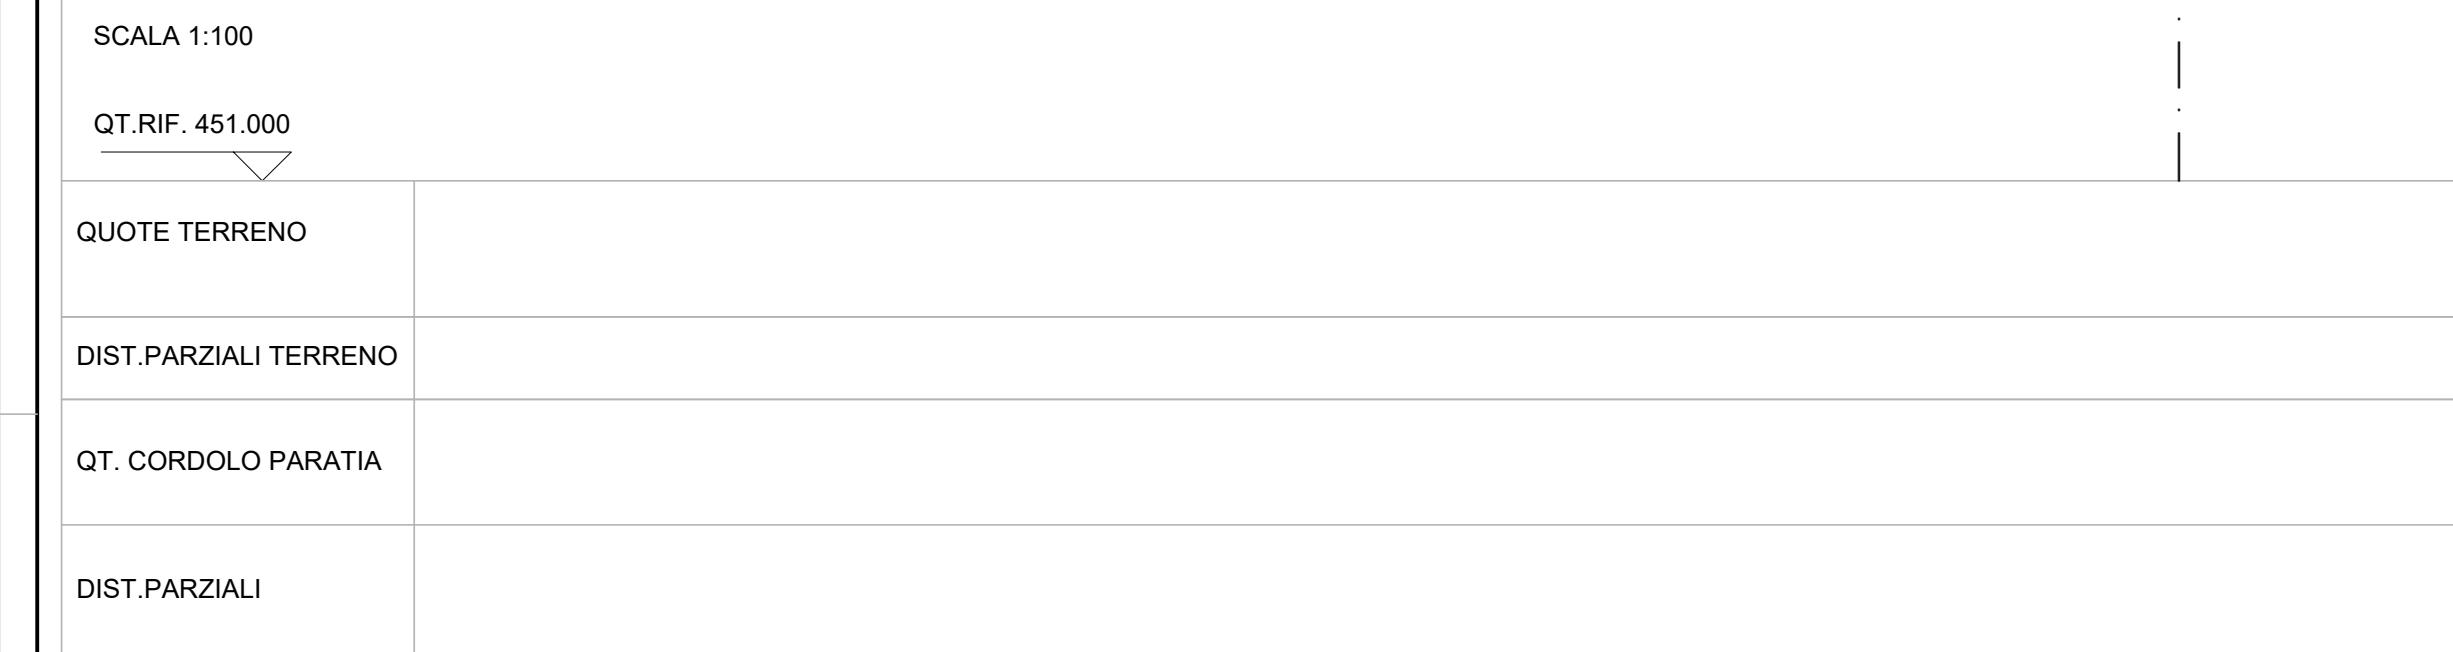 SCALA 1:100
QT.RIF. 451.000
QUOTE TERRENO
DIST.PARZIALI TERRENO
QT. CORDOLO PARATIA
DIST.PARZIALI